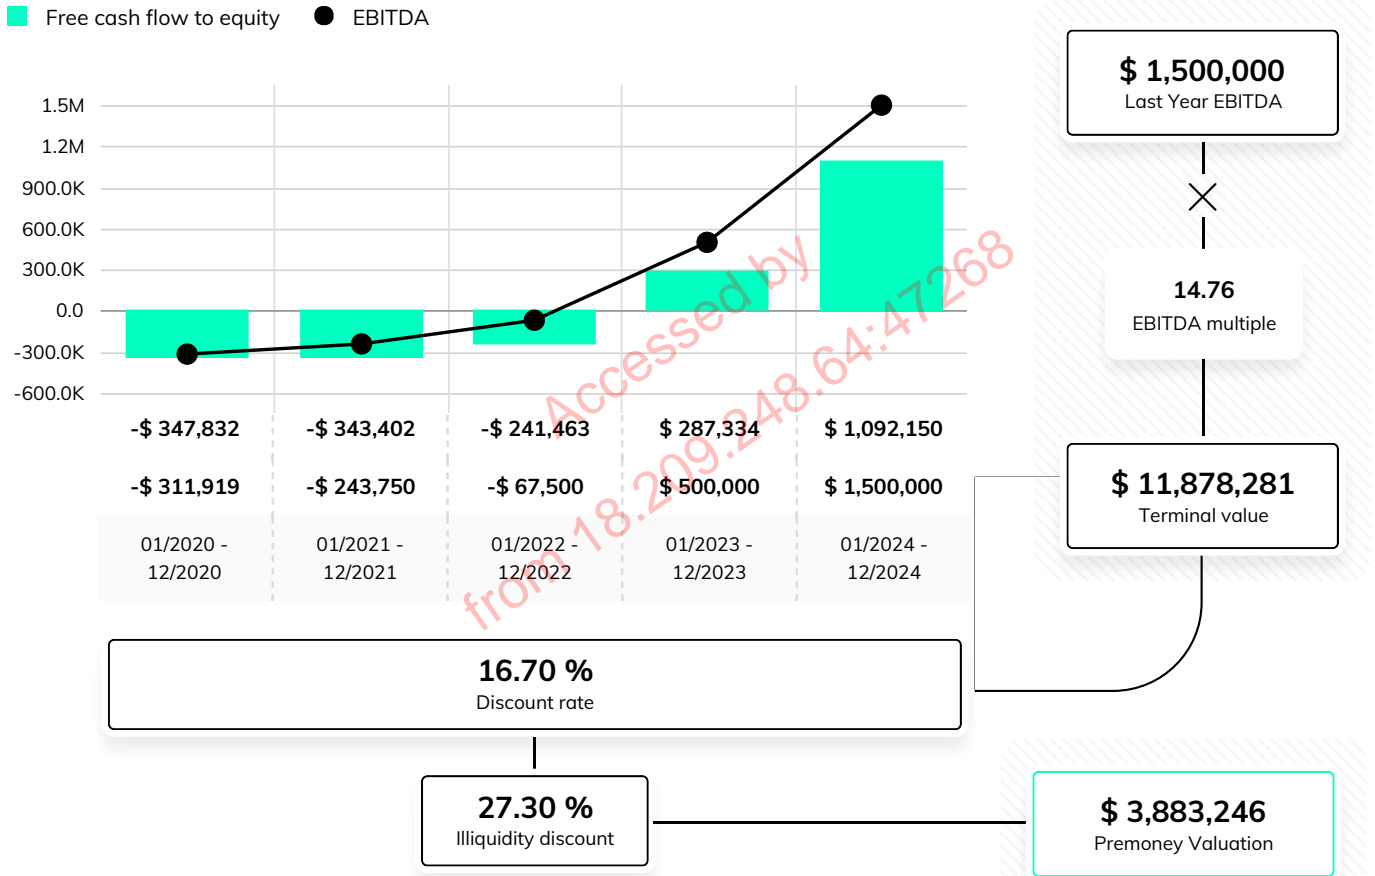 Free cash flow to equity
EBITDA
1.5M
1.2M
900.0K
600.0K
300.0K
0.0
-300.0K
-600.0K
-$ 347,832
-$ 343,402
-$ 241,463
$ 287,334
$ 1,092,150
-$ 311,919
-$ 243,750
-$ 67,500
$ 500,000
$ 1,500,000
01/2020 -
12/2020
01/2021 -
12/2021
01/2022 -
12/2022
01/2023 -
12/2023
01/2024 -
12/2024
Accessed by
from 18.209.248.64:47268
$ 1,500,000
Last Year EBITDA
14.76
EBITDA multiple
$ 11,878,281
Terminal value
16.70 %
Discount rate
27.30 %
Illiquidity discount
$ 3,883,246
Premoney Valuation